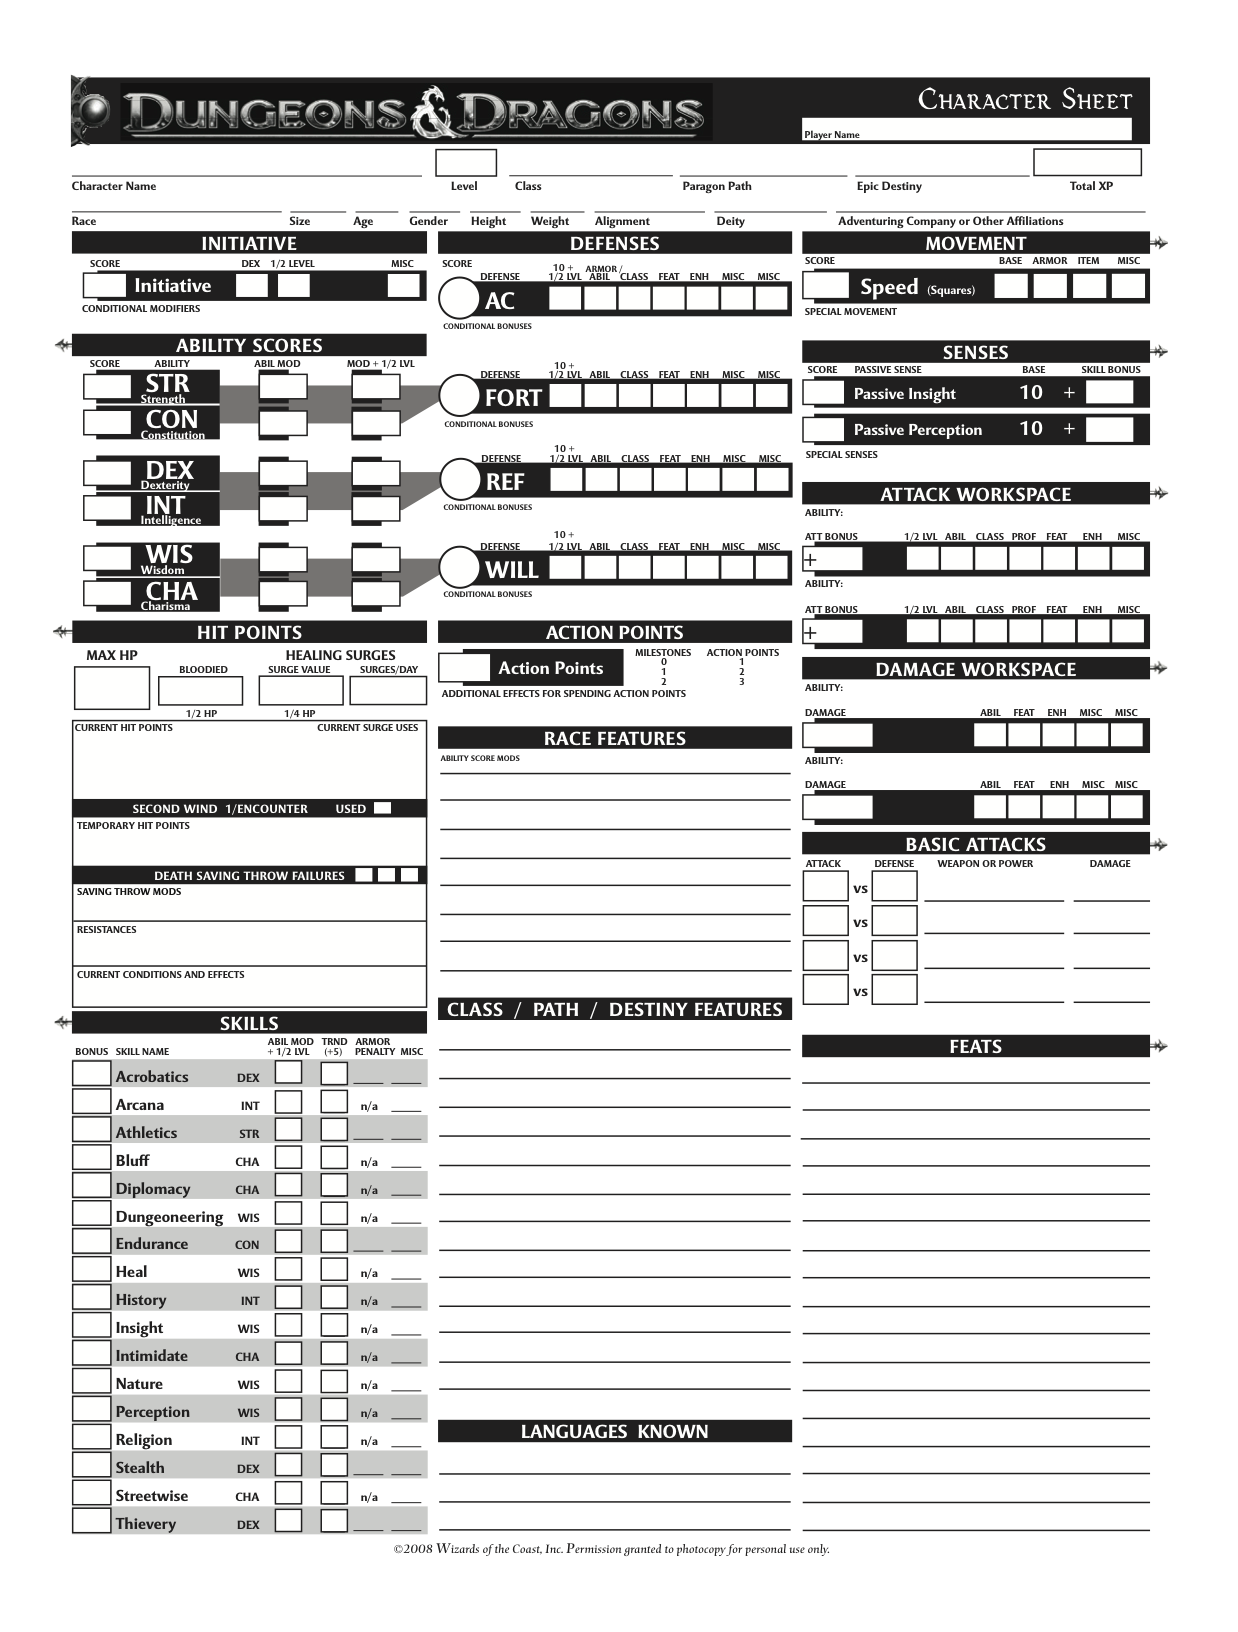 DUNGEONS & DRAGONS
CHARACTER SHEET
Player Name
Character Name Level Class Paragon Path Epic Destiny Total XP
Race Size Age Gender Height Weight Alignment Deity Adventuring Company or Other Affiliations
INITIATIVE
SCORE DEX 1/2 LEVEL MISC
Initiative
CONDITIONAL MODIFIERS
ABILITY SCORES
SCORE ABILITY ABIL MOD MOD + 1/2 LVL
STR
Strength
CON
Constitution
DEX
Dexterity
INT
Intelligence
WIS
Wisdom
CHA
Charisma
HIT POINTS
MAX HP HEALING SURGES
BLOODIED SURGE VALUE SURGES/DAY
1/2 HP 1/4 HP
CURRENT HIT POINTS CURRENT SURGE USES
SECOND WIND 1/ENCOUNTER USED
TEMPORARY HIT POINTS
DEATH SAVING THROW FAILURES
SAVING THROW MODS
RESISTANCES
CURRENT CONDITIONS AND EFFECTS
SKILLS
ABIL MOD TRND ARMOR
BONUS SKILL NAME + 1/2 LVL (+5) PENALTY MISC
Acrobatics DEX
Arcana INT n/a
Athletics STR
Bluff CHA n/a
Diplomacy CHA n/a
Dungeoneering WIS n/a
Endurance CON
Heal WIS n/a
History INT n/a
Insight WIS n/a
Intimidate CHA n/a
Nature WIS n/a
Perception WIS n/a
Religion INT n/a
Stealth DEX
Streetwise CHA n/a
Thievery DEX
DEFENSES
SCORE 10 + ARMOR /
DEFENSE 1/2 LVL ABIL CLASS FEAT ENH MISC MISC
AC
CONDITIONAL BONUSES
10 +
DEFENSE 1/2 LVL ABIL CLASS FEAT ENH MISC MISC
FORT
CONDITIONAL BONUSES
10 +
DEFENSE 1/2 LVL ABIL CLASS FEAT ENH MISC MISC
REF
CONDITIONAL BONUSES
10 +
DEFENSE 1/2 LVL ABIL CLASS FEAT ENH MISC MISC
WILL
CONDITIONAL BONUSES
ACTION POINTS
MILESTONES ACTION POINTS
0 1
Action Points 1 2
2 3
ADDITIONAL EFFECTS FOR SPENDING ACTION POINTS
RACE FEATURES
ABILITY SCORE MODS
CLASS / PATH / DESTINY FEATURES
LANGUAGES KNOWN
MOVEMENT
SCORE BASE ARMOR ITEM MISC
Speed (Squares)
SPECIAL MOVEMENT
SENSES
SCORE PASSIVE SENSE BASE SKILL BONUS
Passive Insight 10 +
Passive Perception 10 +
SPECIAL SENSES
ATTACK WORKSPACE
ABILITY:
ATT BONUS 1/2 LVL ABIL CLASS PROF FEAT ENH MISC
+
ABILITY:
ATT BONUS 1/2 LVL ABIL CLASS PROF FEAT ENH MISC
+
DAMAGE WORKSPACE
ABILITY:
DAMAGE ABIL FEAT ENH MISC MISC
ABILITY:
DAMAGE ABIL FEAT ENH MISC MISC
BASIC ATTACKS
ATTACK DEFENSE WEAPON OR POWER DAMAGE
vs
vs
vs
vs
FEATS
©2008 Wizards of the Coast, Inc. Permission granted to photocopy for personal use only.